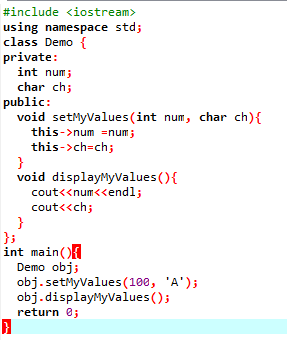 #include <iostream>
using namespace std;
class Demo {
private:
  int num;
  char ch;
public:
  void setMyValues(int num, char ch){
    this->num =num;
    this->ch=ch;
  }
  void displayMyValues(){
    cout<<num<<endl;
    cout<<ch;
  }
};
int main(){
  Demo obj;
  obj.setMyValues(100, 'A');
  obj.displayMyValues();
  return 0;
}